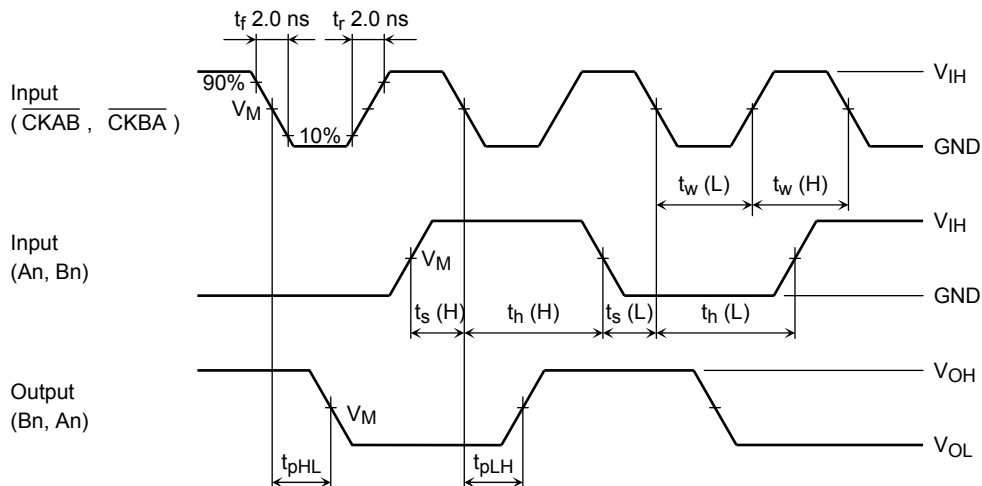 tf 2.0 ns tr 2.0 ns
Input
(CKAB , CKBA )
90%
VM
10%
VIH
GND
tw (L) tw (H)
Input
(An, Bn)
VM
VIH
GND
ts (H) th (H) ts (L) th (L)
Output
(Bn, An)
VM
VOH
VOL
tpHL tpLH